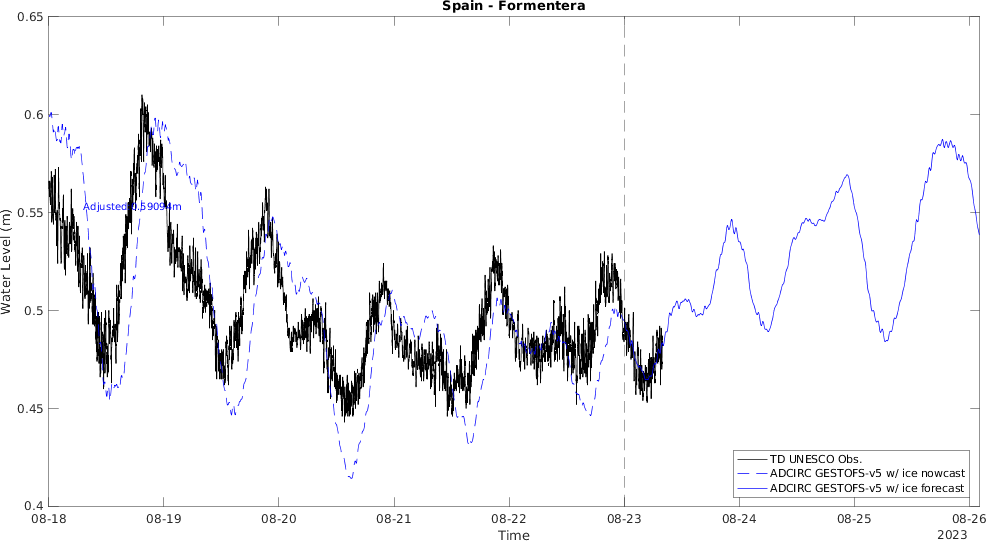 Spain - Formentera
0.65
0.6
0.55
0.5
0.45
0.4
Water Level (m)
Adjusted 0.59094m
TD UNESCO Obs.
ADCIRC GESTOFS-v5 w/ ice nowcast
ADCIRC GESTOFS-v5 w/ ice forecast
08-18 08-19 08-20 08-21 08-22 08-23 08-24 08-25 08-26
Time
2023